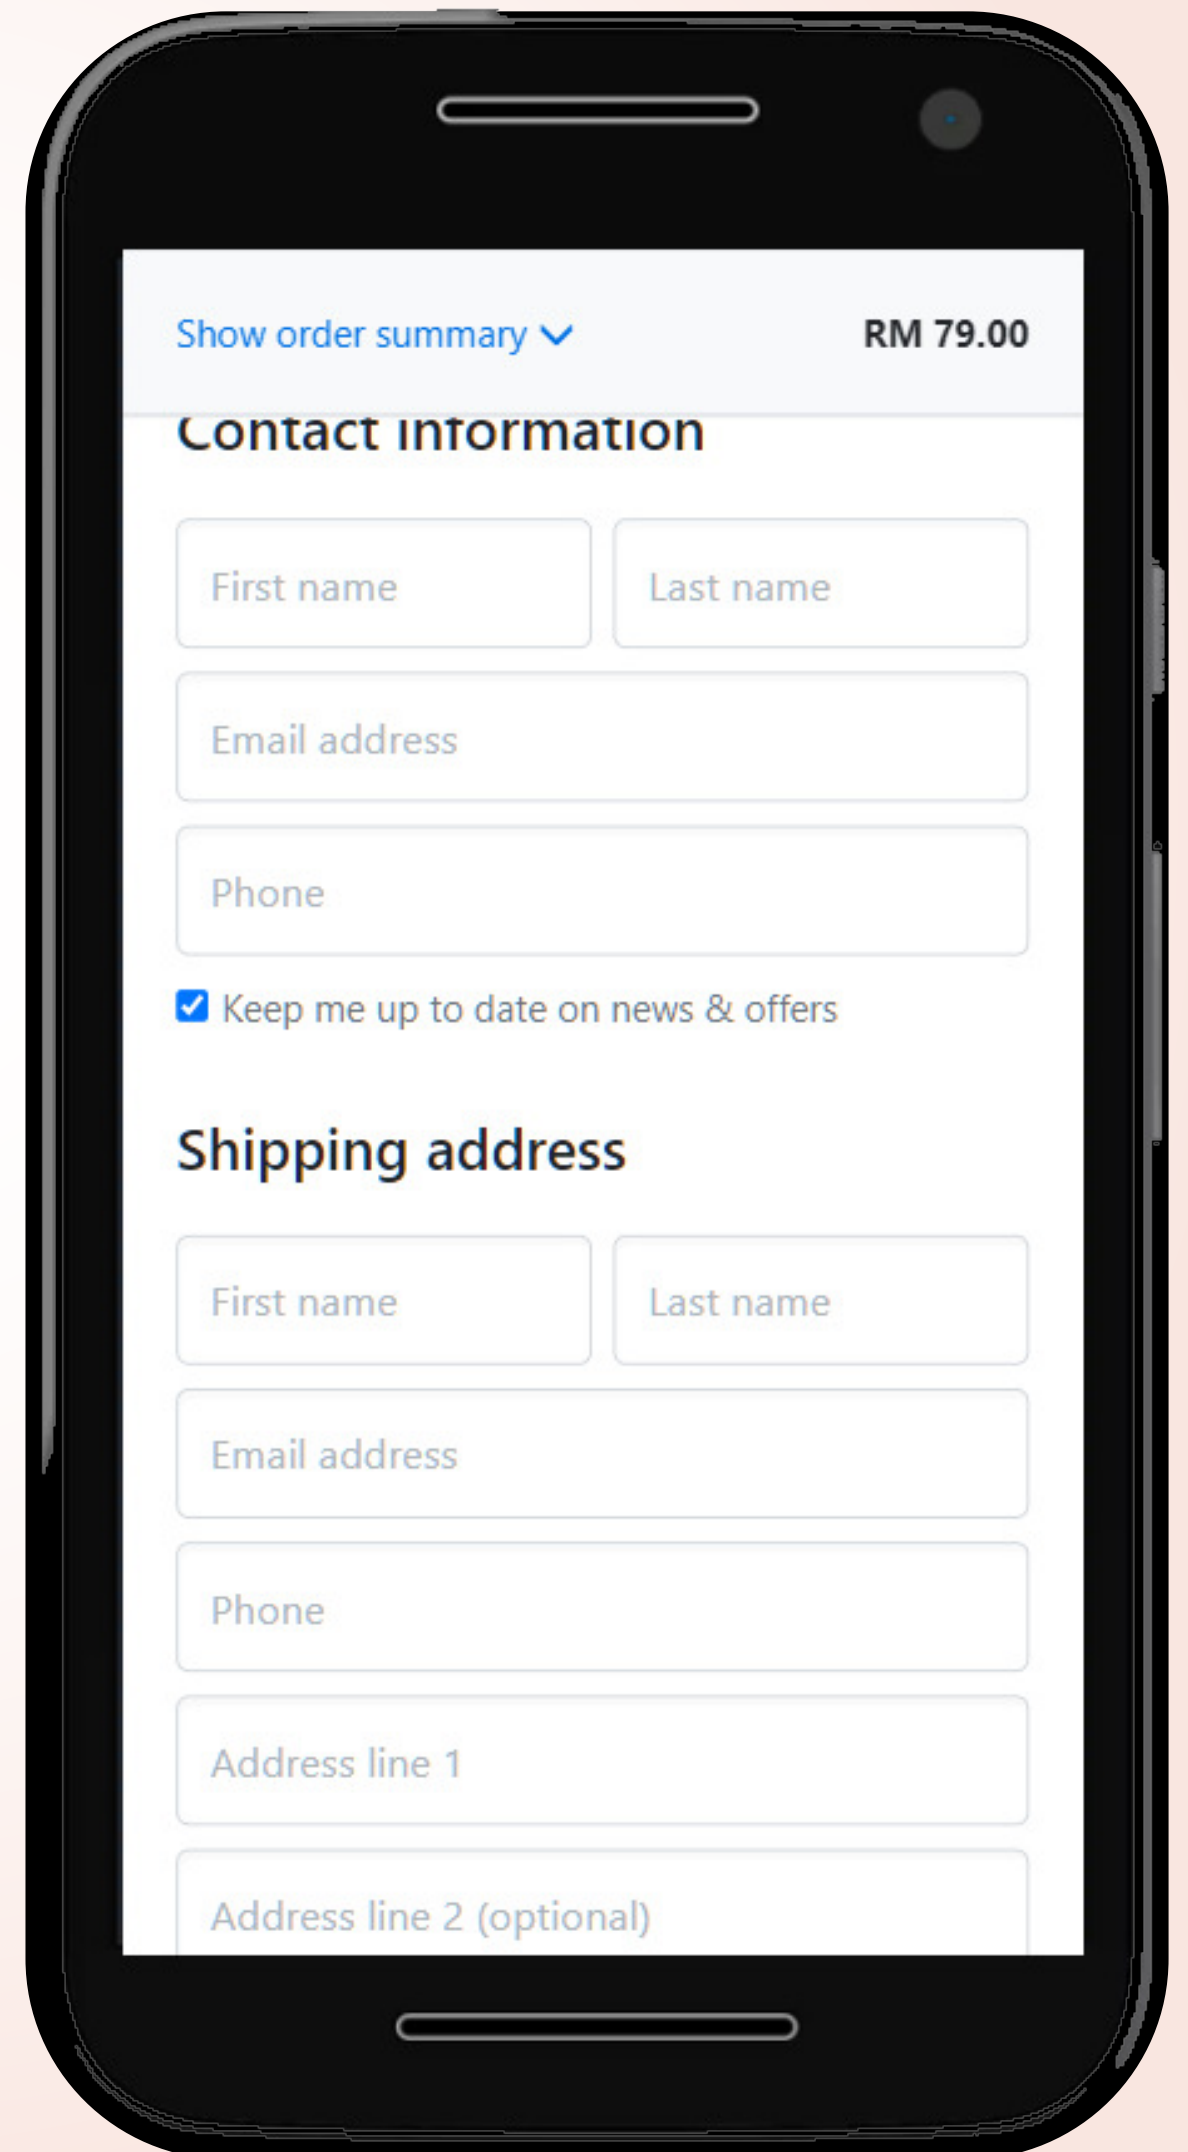 Show order summary RM 79.00
Contact information
First name Last name
Email address
Phone
Keep me up to date on news & offers
Shipping address
First name Last name
Email address
Phone
Address line 1
Address line 2 (optional)